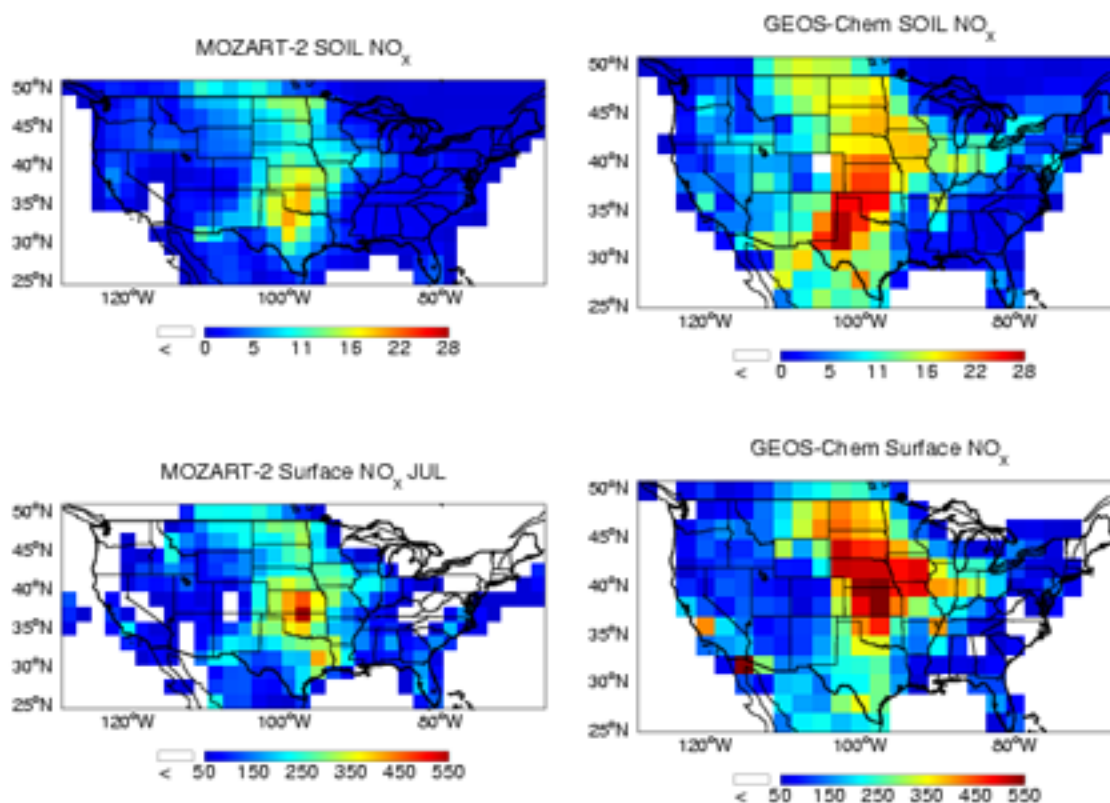 MOZART-2 SOIL NOx
50°N
45°N
40°N
35°N
30°N
25°N
120°W 100°W 80°W
< 0 5 11 16 22 28
GEOS-Chem SOIL NOx
50°N
45°N
40°N
35°N
30°N
25°N
120°W 100°W 80°W
< 0 5 11 16 22 28
MOZART-2 Surface NOx JUL
50°N
45°N
40°N
35°N
30°N
25°N
120°W 100°W 80°W
< 50 150 250 350 450 550
GEOS-Chem Surface NOx
50°N
45°N
40°N
35°N
30°N
25°N
120°W 100°W 80°W
< 50 150 250 350 450 550